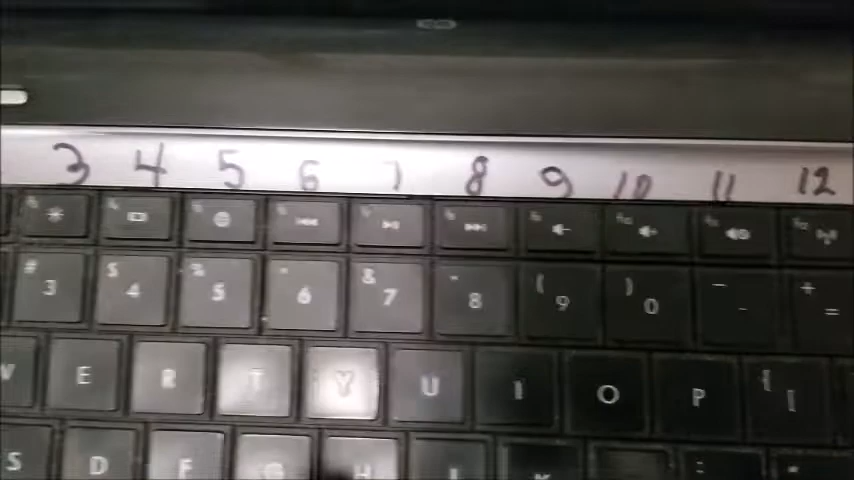 3 4 5 6 7 8 9 10 11 12
# $ % & ( ) _ +
3 4 5 6 7 8 9 0 - =
E R T Y U I O P { [
S D F G H J K : "